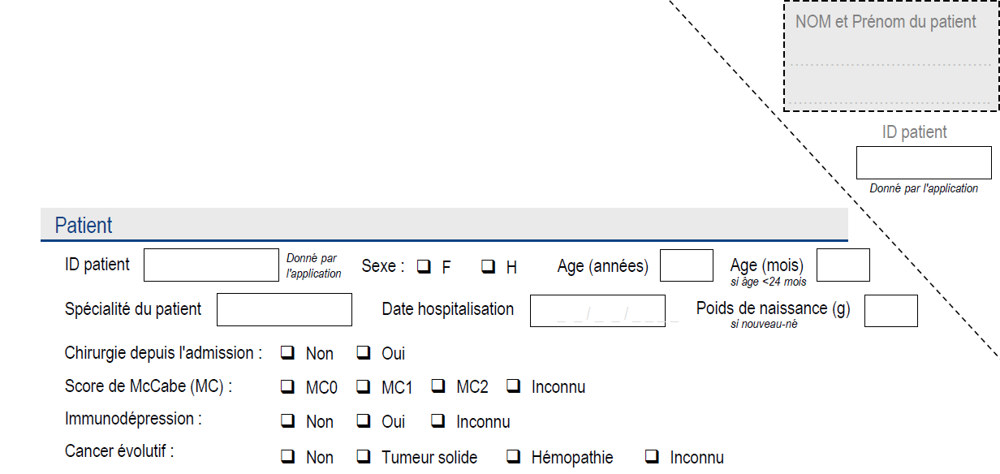 NOM et Prénom du patient
ID patient
Donné par l'application
Patient
ID patient Donné par l'application Sexe : ❑ F ❑ H Age (années) Age (mois) si âge <24 mois
Spécialité du patient Date hospitalisation _ _/_ _/_ _ _ _ Poids de naissance (g) si nouveau-né
Chirurgie depuis l'admission : ❑ Non ❑ Oui
Score de McCabe (MC) : ❑ MC0 ❑ MC1 ❑ MC2 ❑ Inconnu
Immunodépression : ❑ Non ❑ Oui ❑ Inconnu
Cancer évolutif : ❑ Non ❑ Tumeur solide ❑ Hémopathie ❑ Inconnu